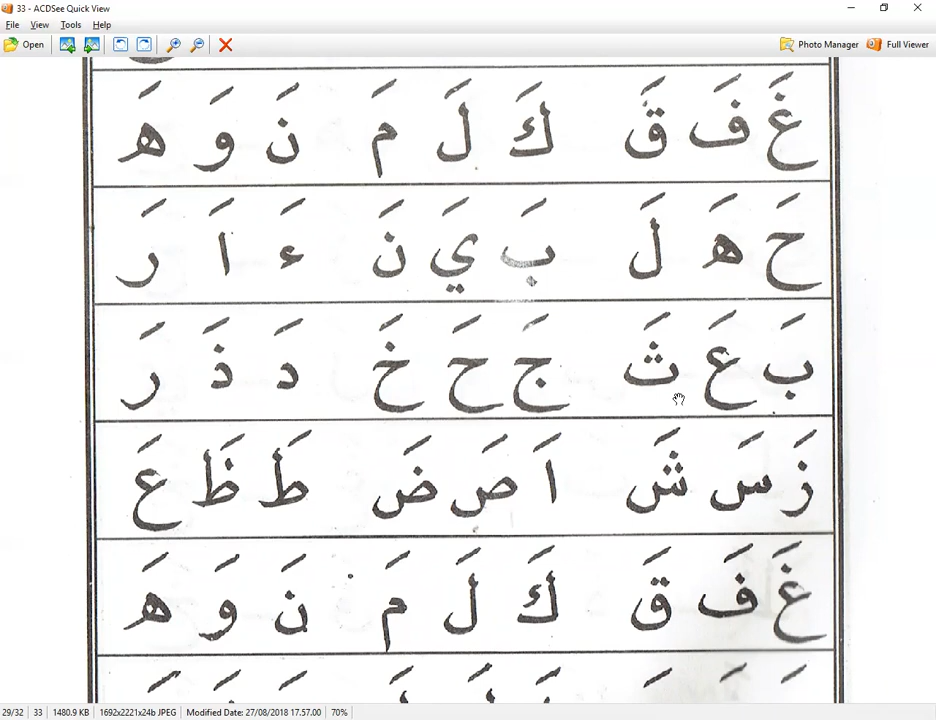 33 - ACDSee Quick View
File View Tools Help
Open Photo Manager Full Viewer
غَ فَ قَ كَ لَ مَ نَ وَ هَ
حَ هَ لَ بَ يَ نَ ءَ اَ رَ
بَ عَ ثَ جَ حَ خَ دَ ذَ رَ
زَ سَ شَ اَ صَ ضَ طَ ظَ عَ
غَ فَ قَ كَ لَ مَ نَ وَ هَ
29/32 33 1480.9 KB 1692x2221x24b JPEG Modified Date: 27/08/2018 17.57.00 70%